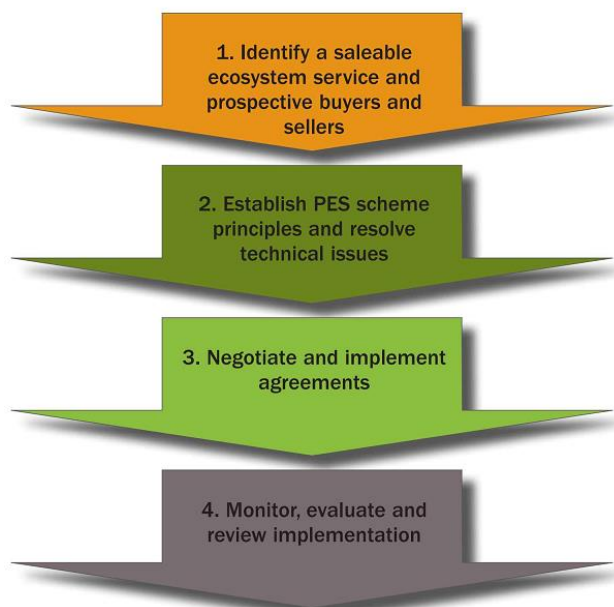 1. Identify a saleable
ecosystem service and
prospective buyers and
sellers
2. Establish PES scheme
principles and resolve
technical issues
3. Negotiate and implement
agreements
4. Monitor, evaluate and
review implementation